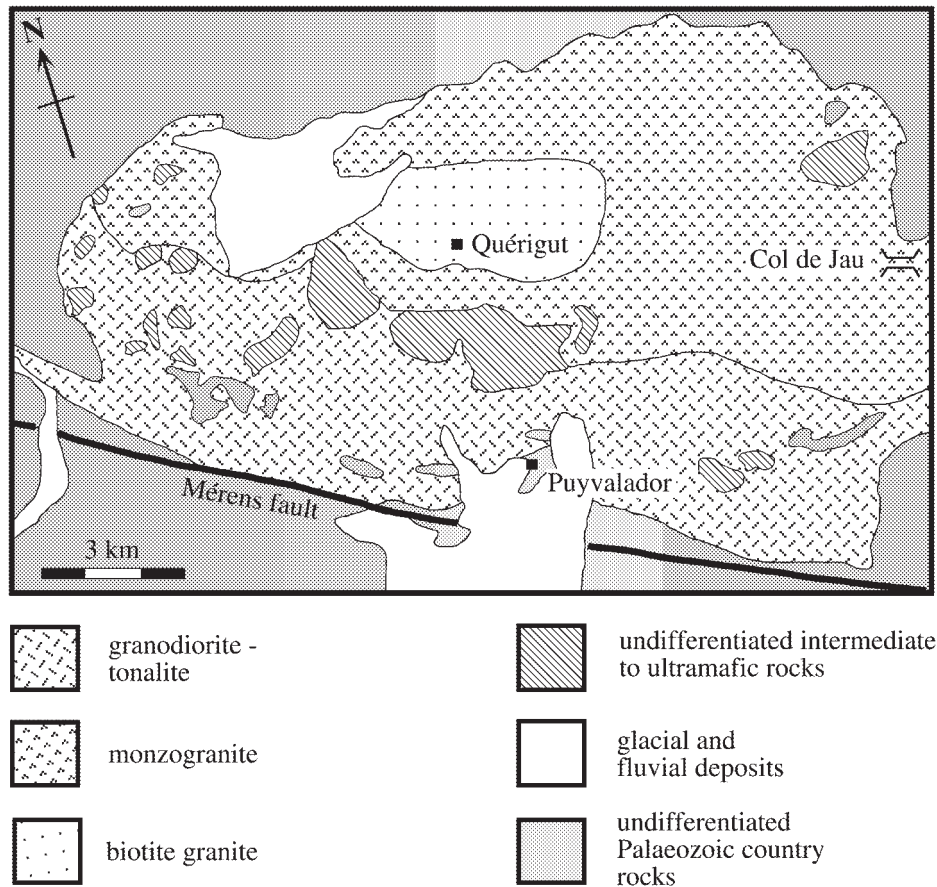 N
Quérigut
Col de Jau
Puyvalador
Mérens fault
3 km
granodiorite -
tonalite
monzogranite
biotite granite
undifferentiated intermediate
to ultramafic rocks
glacial and
fluvial deposits
undifferentiated
Palaeozoic country
rocks